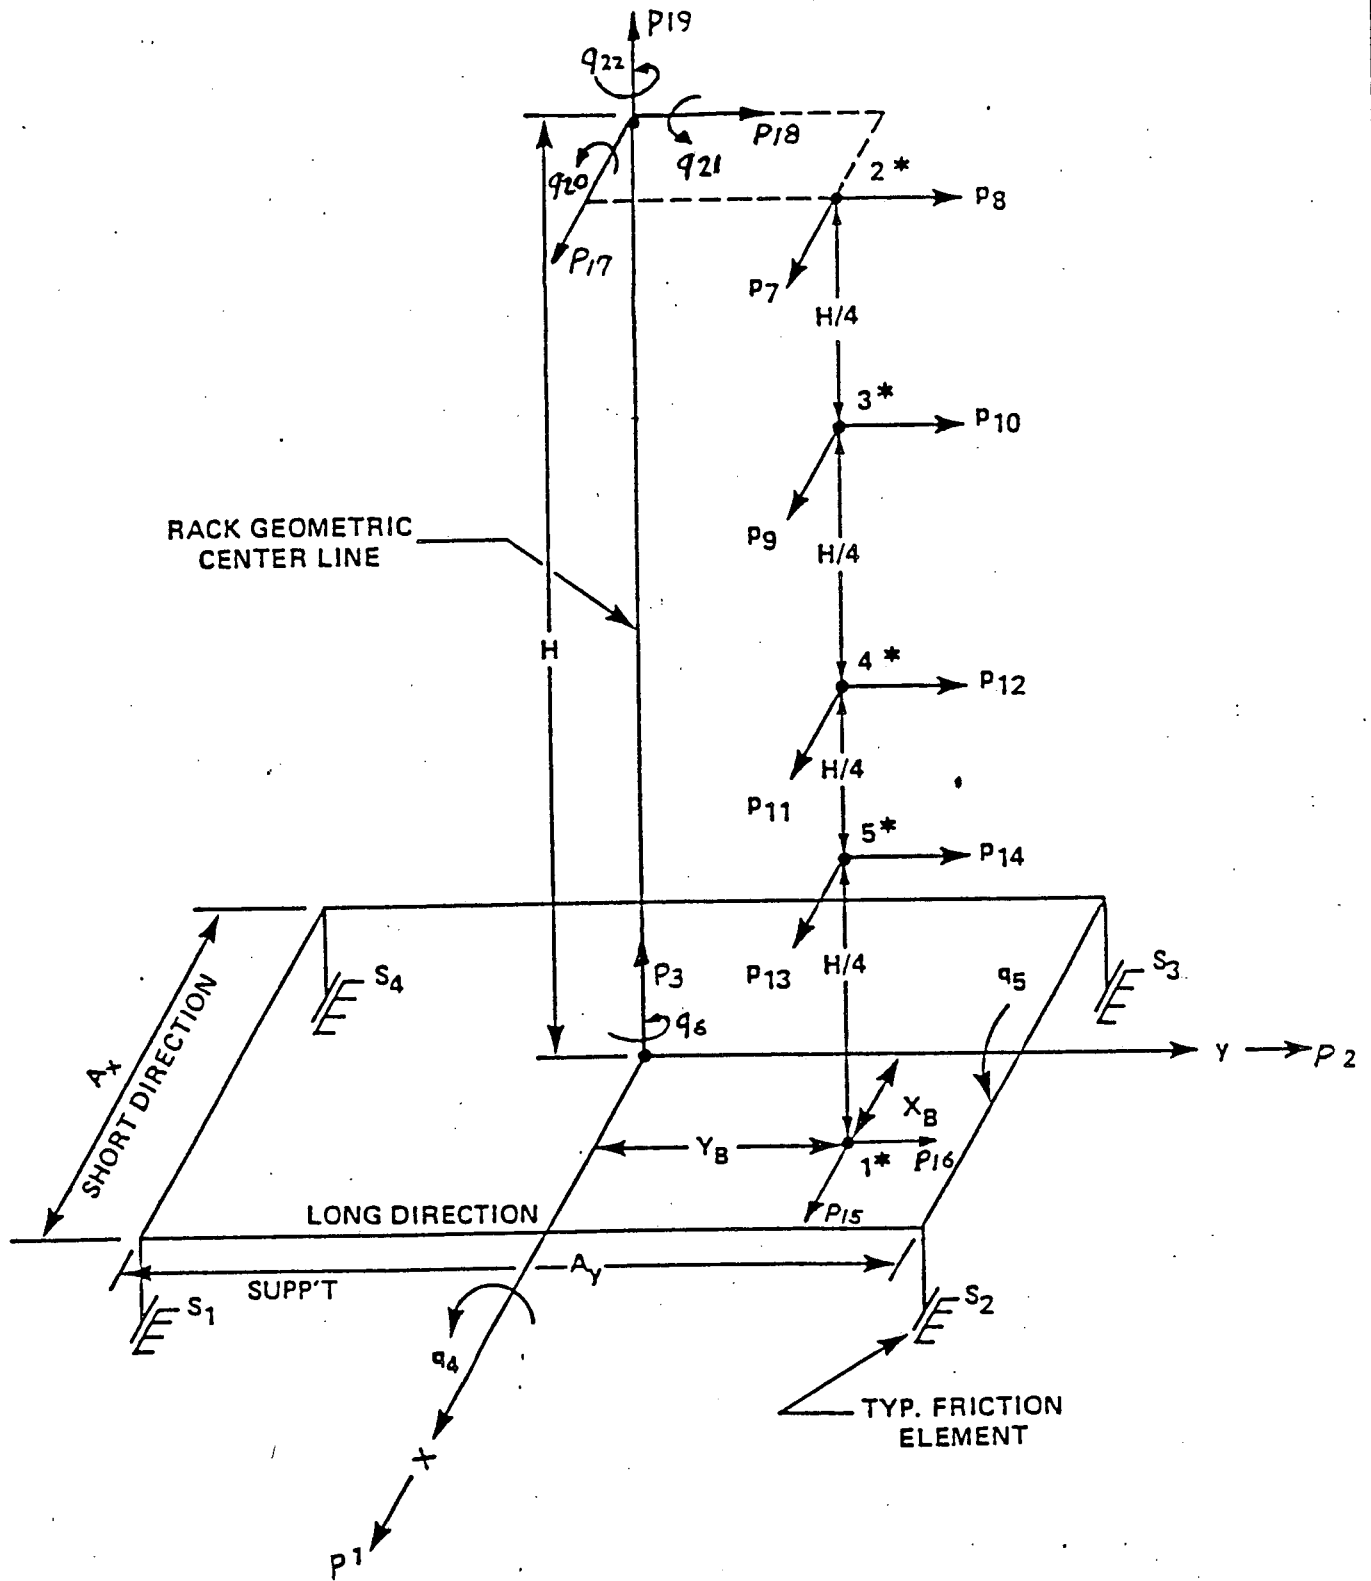 P19
q22
P18
q21
q20
P17
2*
P8
P7
H/4
3*
P10
P9
H/4
RACK GEOMETRIC
CENTER LINE
H
4*
P12
P11
H/4
5*
P14
P13
H/4
P3
q6
S4
S3
q5
Y
P2
AX
SHORT DIRECTION
XB
YB
1*
P16
P15
LONG DIRECTION
AY
SUPP'T
S1
S2
q4
TYP. FRICTION
ELEMENT
X
P1